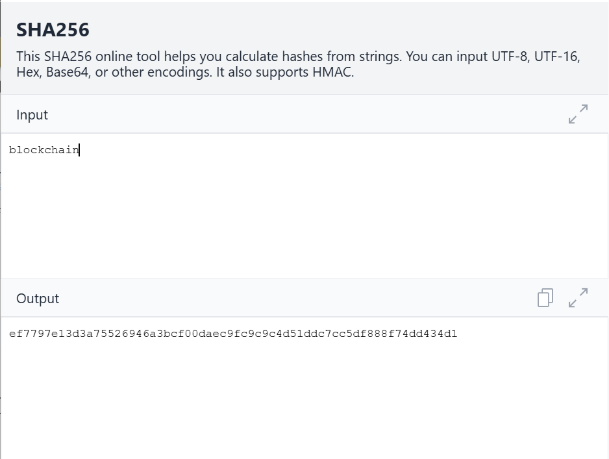 SHA256
This SHA256 online tool helps you calculate hashes from strings. You can input UTF-8, UTF-16,
Hex, Base64, or other encodings. It also supports HMAC.
Input
blockchain
Output
ef7797e13d3a75526946a3bcf00daec9fc9c9c4d51ddc7cc5df888f74dd434d1